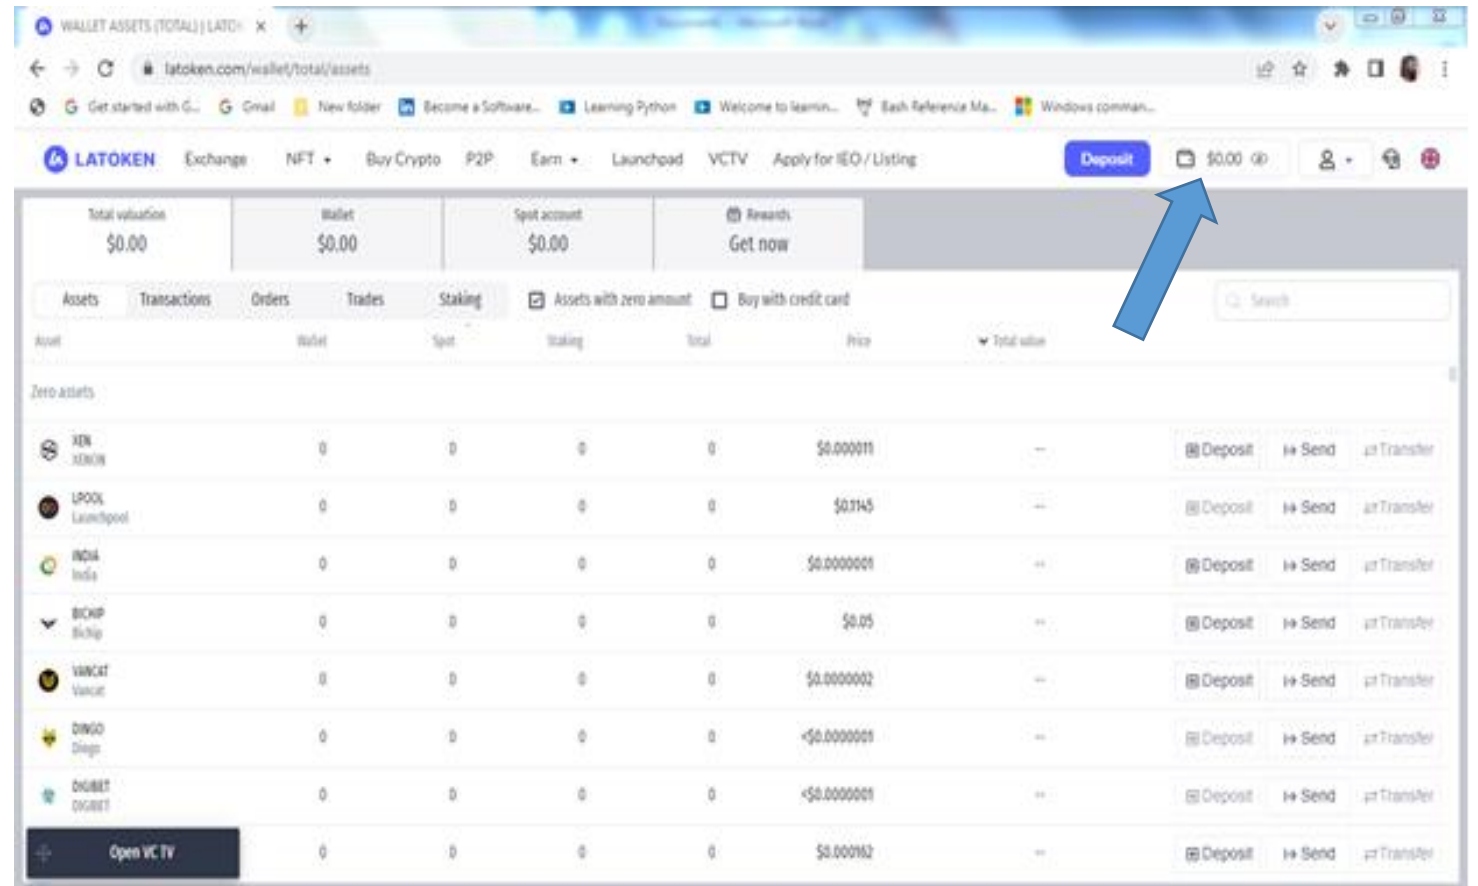 WALLET ASSETS (TOTAL) | LATO
latoken.com/wallet/total/assets
Get started with G... Gmail New folder Become a Software... Learning Python Welcome to learnin... Bash Reference Ma... Windows comman...
LATOKEN Exchange NFT Buy Crypto P2P Earn Launchpad VCTV Apply for IEO / Listing Deposit $0.00
Total valuation Wallet Spot account Rewards
$0.00 $0.00 $0.00 Get now
Assets Transactions Orders Trades Staking Assets with zero amount Buy with credit card Search
Asset Wallet Spot Staking Total Price Total value
Zero assets
XEN
XENON
0 0 0 0 $0.000011 -- Deposit Send Transfer
LPOOL
Launchpool
0 0 0 0 $0.1145 -- Deposit Send Transfer
INDIA
India
0 0 0 0 $0.0000001 -- Deposit Send Transfer
BICHIP
Bichip
0 0 0 0 $0.05 -- Deposit Send Transfer
VANCAT
Vancat
0 0 0 0 $0.0000002 -- Deposit Send Transfer
DINGO
Dingo
0 0 0 0 <$0.0000001 -- Deposit Send Transfer
DIGIBET
DIGIBET
0 0 0 0 <$0.0000001 -- Deposit Send Transfer
Open VC TV 0 0 0 0 $0.000162 -- Deposit Send Transfer